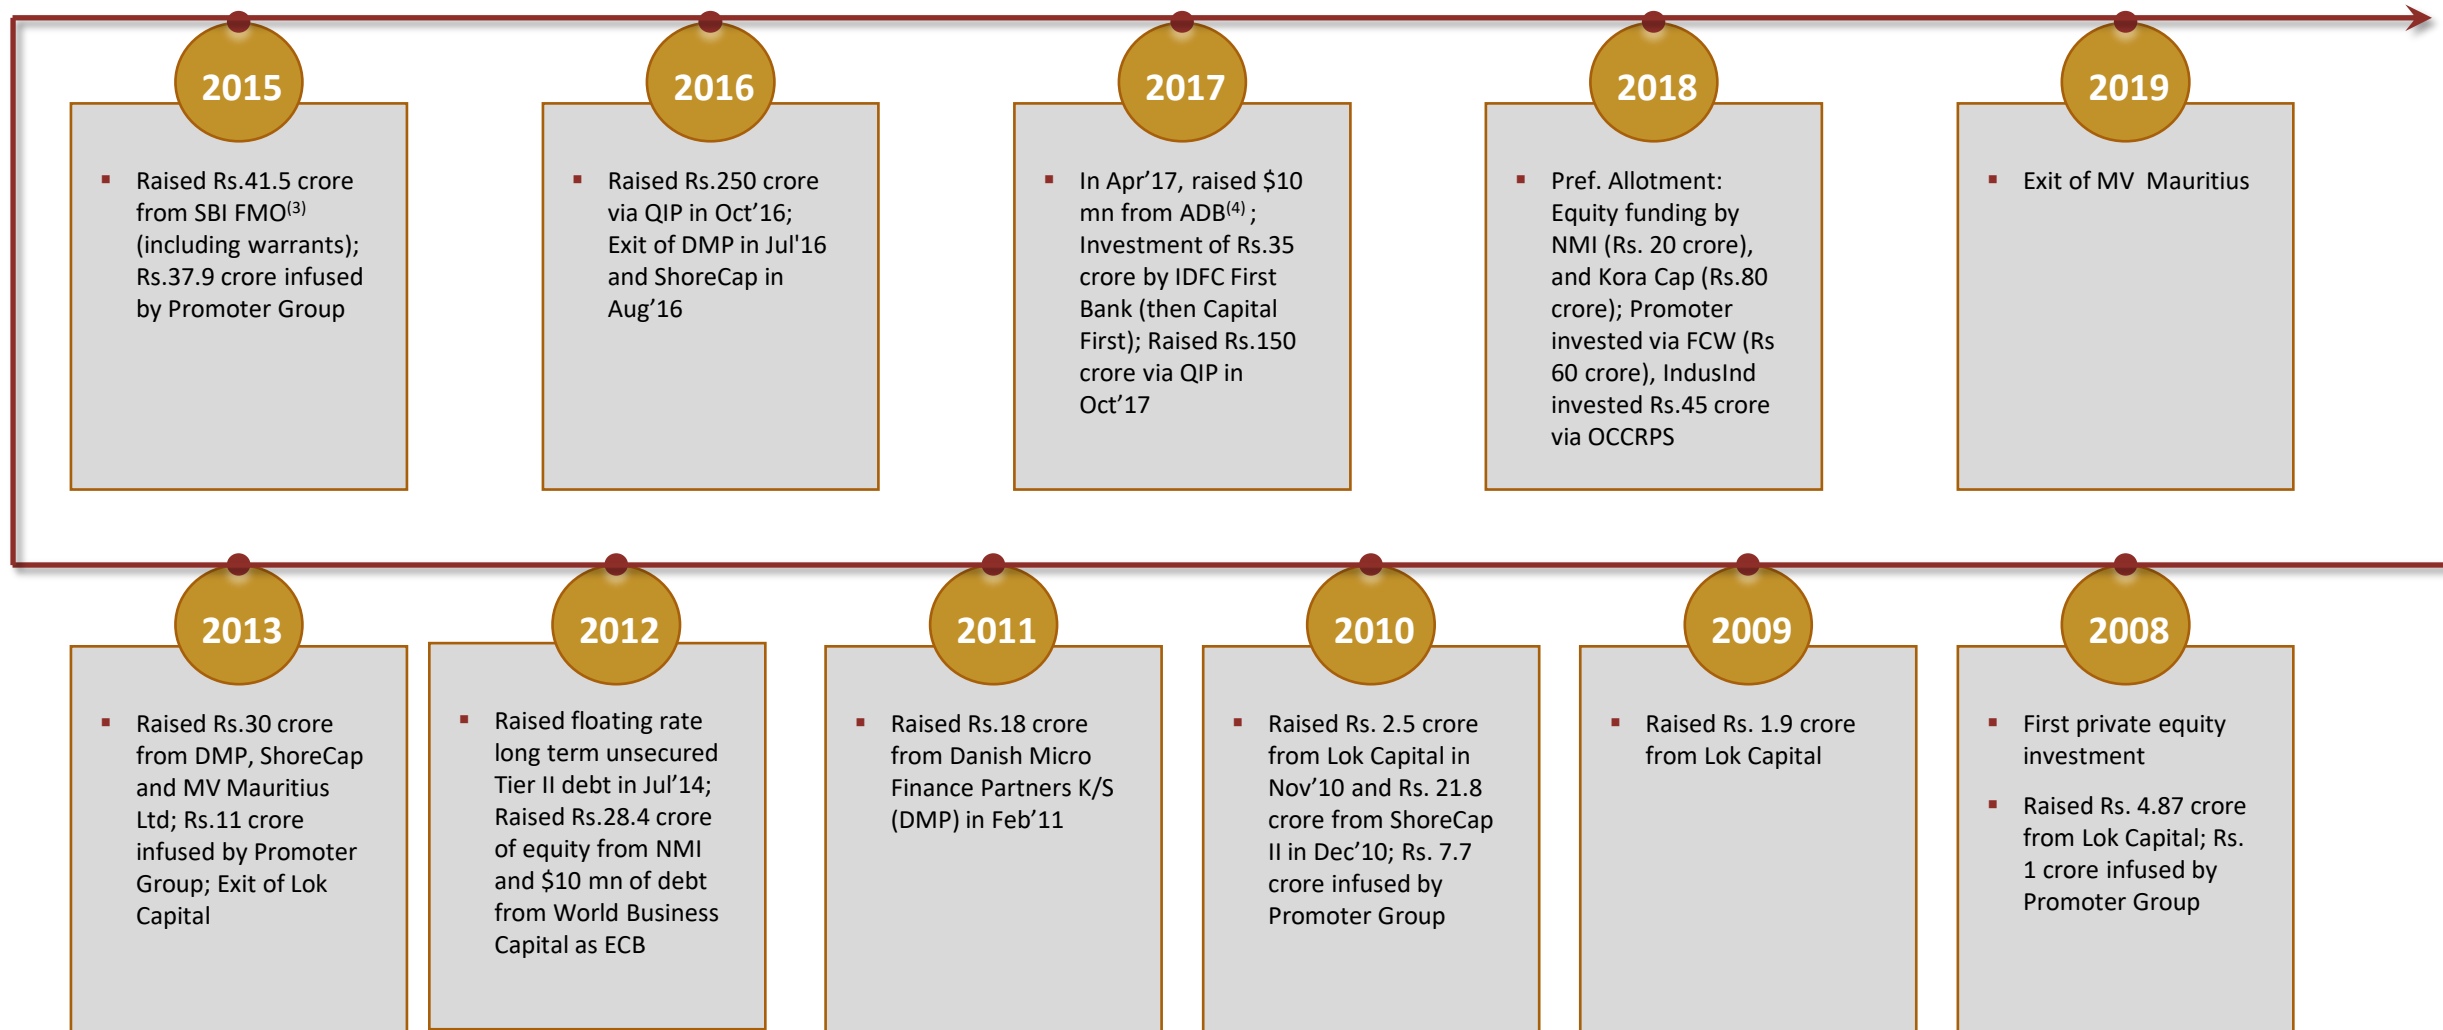 2015
Raised Rs.41.5 crore
from SBI FMO(3)
(including warrants);
Rs.37.9 crore infused
by Promoter Group
2016
Raised Rs.250 crore
via QIP in Oct’16;
Exit of DMP in Jul'16
and ShoreCap in
Aug’16
2017
In Apr’17, raised $10
mn from ADB(4) ;
Investment of Rs.35
crore by IDFC First
Bank (then Capital
First); Raised Rs.150
crore via QIP in
Oct’17
2018
Pref. Allotment:
Equity funding by
NMI (Rs. 20 crore),
and Kora Cap (Rs.80
crore); Promoter
invested via FCW (Rs
60 crore), IndusInd
invested Rs.45 crore
via OCCRPS
2019
Exit of MV Mauritius
2013
Raised Rs.30 crore
from DMP, ShoreCap
and MV Mauritius
Ltd; Rs.11 crore
infused by Promoter
Group; Exit of Lok
Capital
2012
Raised floating rate
long term unsecured
Tier II debt in Jul’14;
Raised Rs.28.4 crore
of equity from NMI
and $10 mn of debt
from World Business
Capital as ECB
2011
Raised Rs.18 crore
from Danish Micro
Finance Partners K/S
(DMP) in Feb’11
2010
Raised Rs. 2.5 crore
from Lok Capital in
Nov’10 and Rs. 21.8
crore from ShoreCap
II in Dec’10; Rs. 7.7
crore infused by
Promoter Group
2009
Raised Rs. 1.9 crore
from Lok Capital
2008
First private equity
investment
Raised Rs. 4.87 crore
from Lok Capital; Rs.
1 crore infused by
Promoter Group